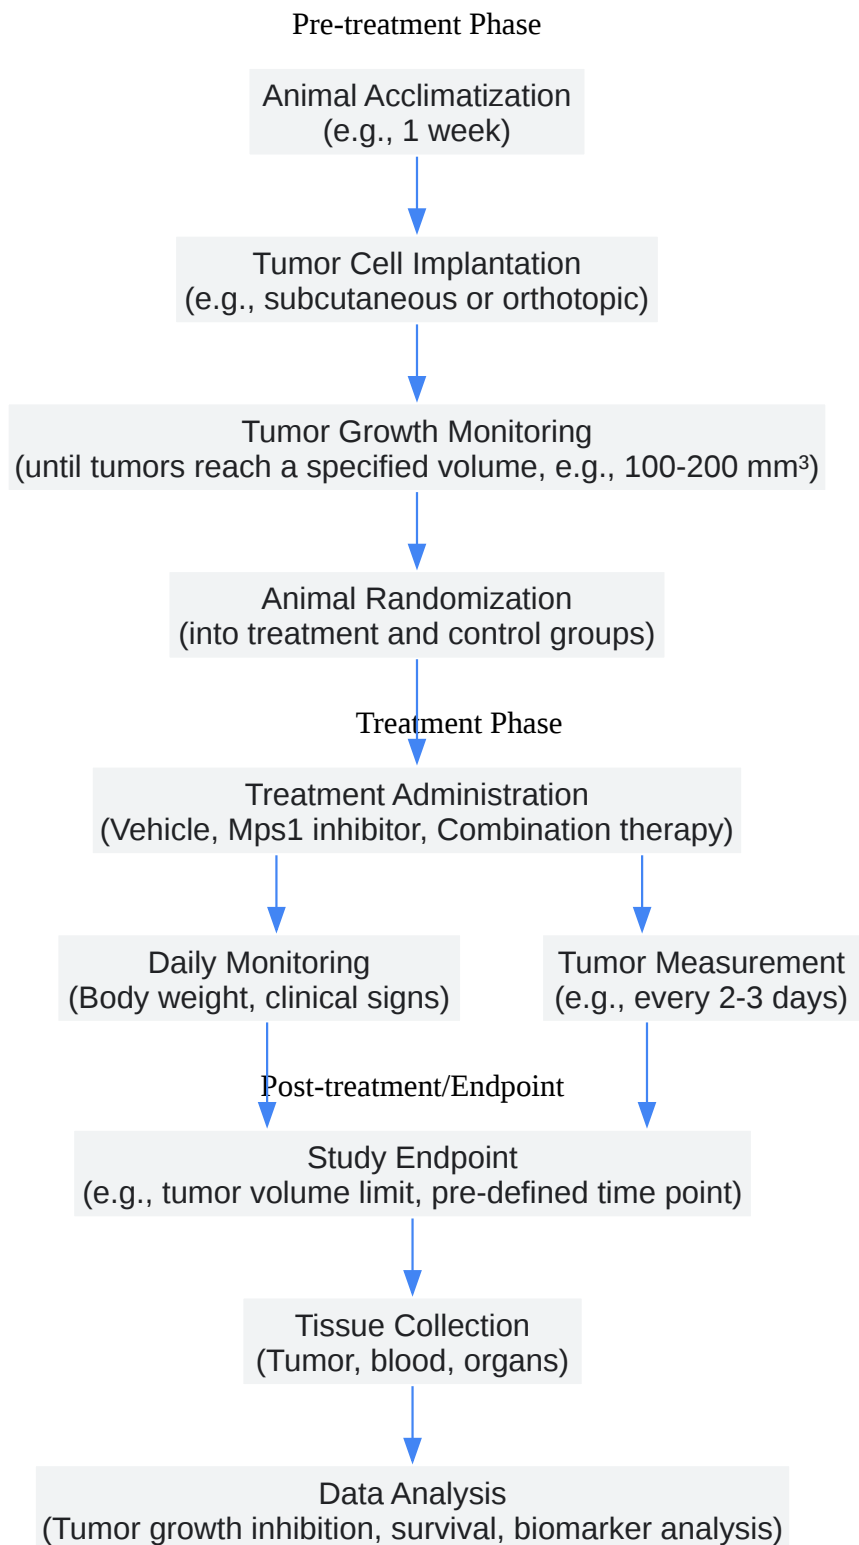 Pre-treatment Phase
Animal Acclimatization
(e.g., 1 week)
Tumor Cell Implantation
(e.g., subcutaneous or orthotopic)
Tumor Growth Monitoring
(until tumors reach a specified volume, e.g., 100-200 mm³)
Animal Randomization
(into treatment and control groups)
Treatment Phase
Treatment Administration
(Vehicle, Mps1 inhibitor, Combination therapy)
Daily Monitoring
(Body weight, clinical signs)
Tumor Measurement
(e.g., every 2-3 days)
Post-treatment/Endpoint
Study Endpoint
(e.g., tumor volume limit, pre-defined time point)
Tissue Collection
(Tumor, blood, organs)
Data Analysis
(Tumor growth inhibition, survival, biomarker analysis)